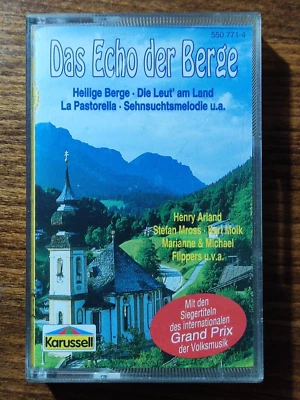 550 771-4
Das Echo der Berge
Heilige Berge · Die Leut' am Land
La Pastorella · Sehnsuchtsmelodie u.a.
Henry Arland
Stefan Mross · Karl Moik
Marianne & Michael
Flippers u.v.a.
Mit den
Siegertiteln
des internationalen
Grand Prix
der Volksmusik
Karussell